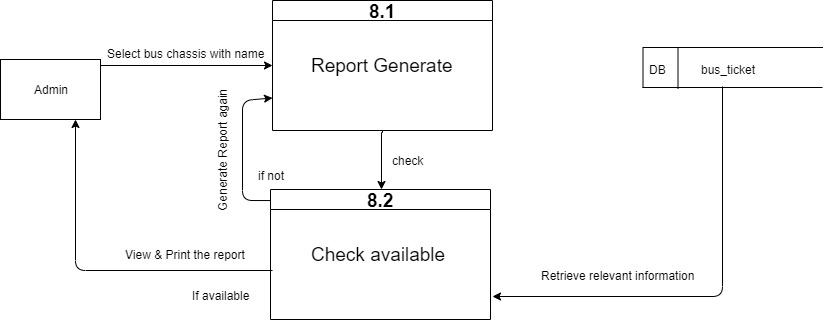 8.1
Select bus chassis with name
Report Generate
DB
bus_ticket
Admin
Generate Report again
check
if not
8.2
View & Print the report
Check available
Retrieve relevant information
If available